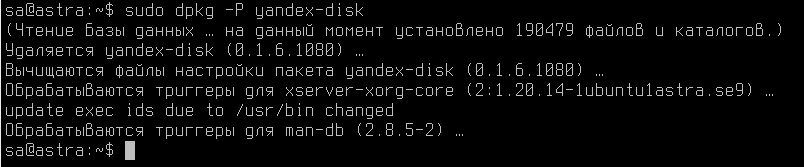 sa@astra:~$ sudo dpkg -P yandex-disk
(Чтение базы данных … на данный момент установлено 190479 файлов и каталогов.)
Удаляется yandex-disk (0.1.6.1080) …
Вычищаются файлы настройки пакета yandex-disk (0.1.6.1080) …
Обрабатываются триггеры для xserver-xorg-core (2:1.20.14-1ubuntu1astra.se9) …
update exec ids due to /usr/bin changed
Обрабатываются триггеры для man-db (2.8.5-2) …
sa@astra:~$